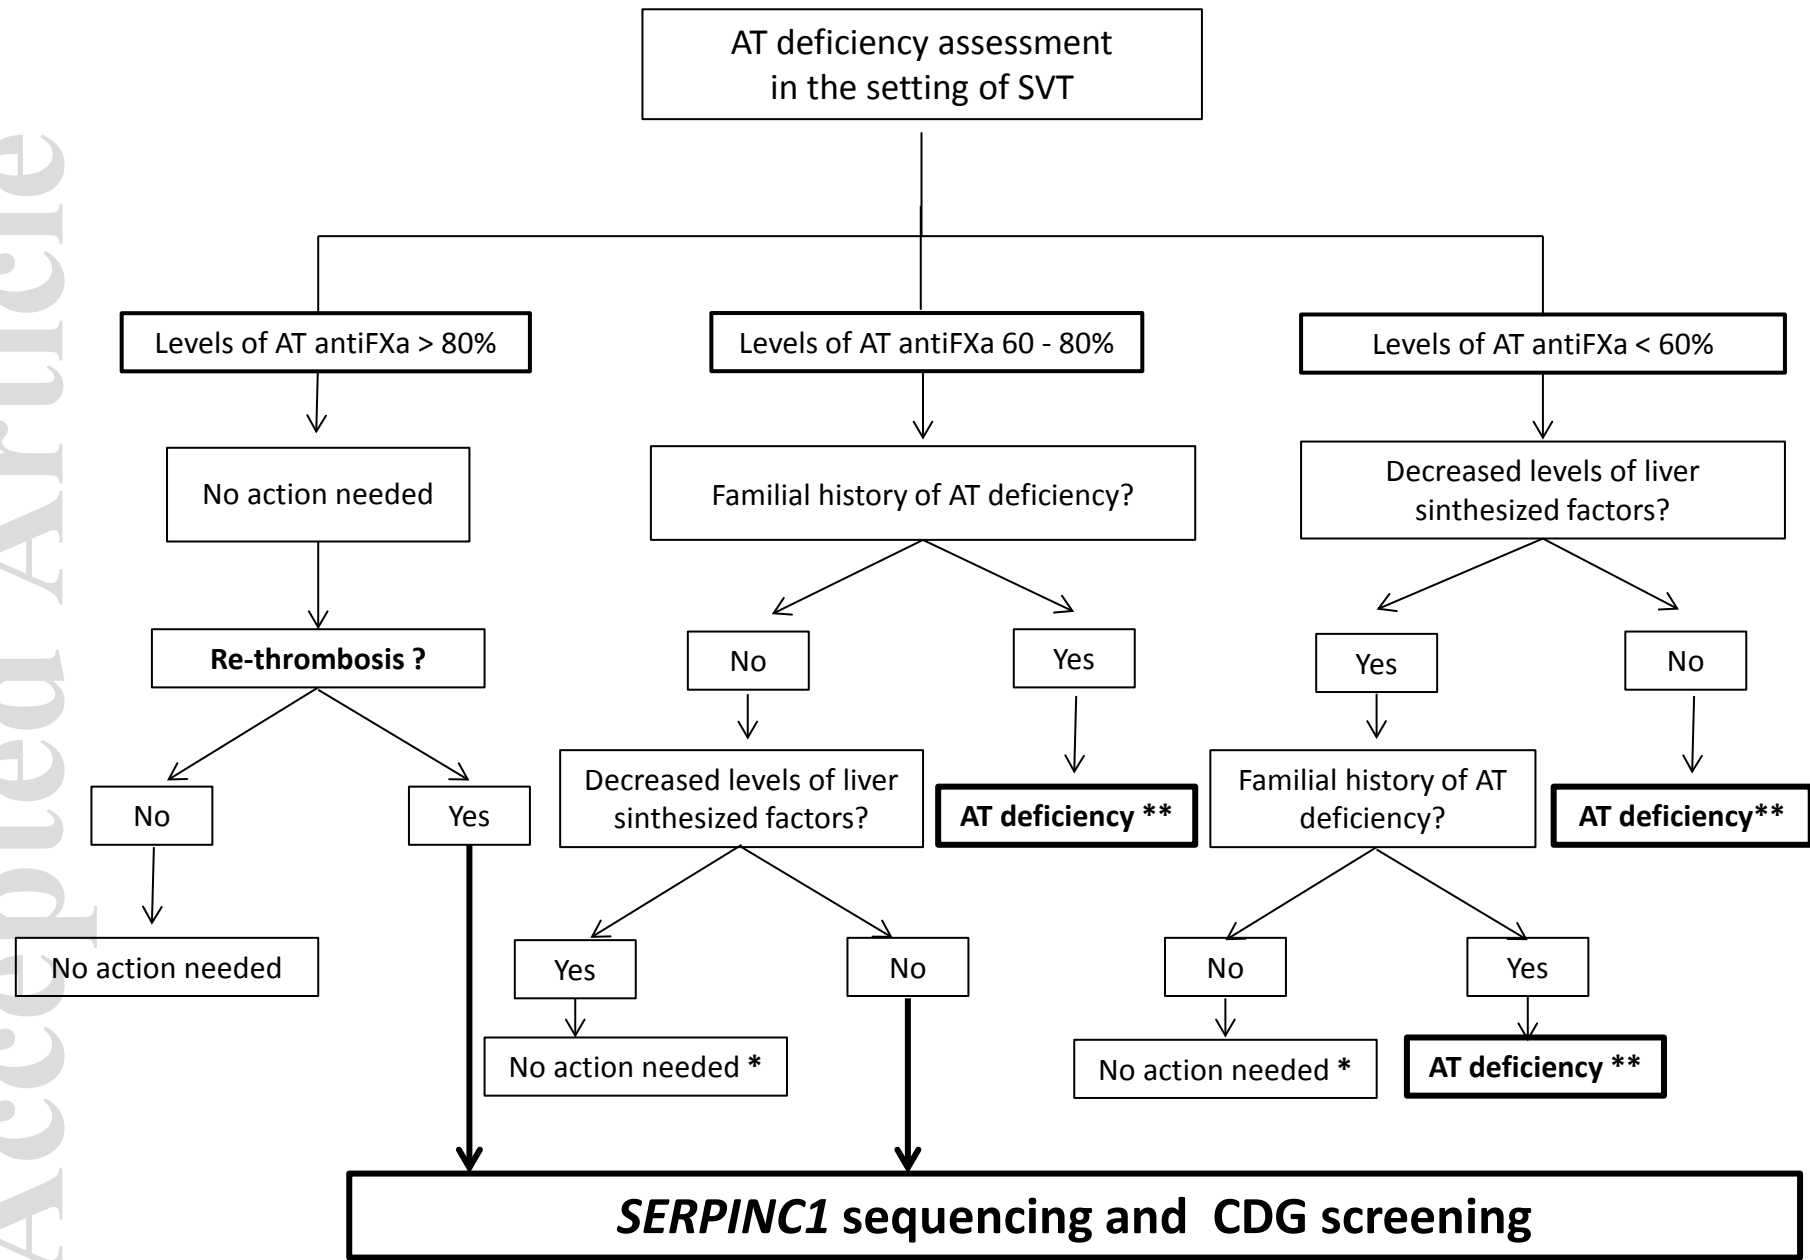 Accepted Article
AT deficiency assessment
in the setting of SVT
Levels of AT antiFXa > 80%
Levels of AT antiFXa 60 - 80%
Levels of AT antiFXa < 60%
No action needed
Familial history of AT deficiency?
Decreased levels of liver
sinthesized factors?
Re-thrombosis ?
No
Yes
Yes
No
Decreased levels of liver
sinthesized factors?
AT deficiency **
Familial history of AT
deficiency?
AT deficiency**
No
Yes
No action needed
Yes
No
No
Yes
No action needed *
No action needed *
AT deficiency **
SERPINC1 sequencing and CDG screening